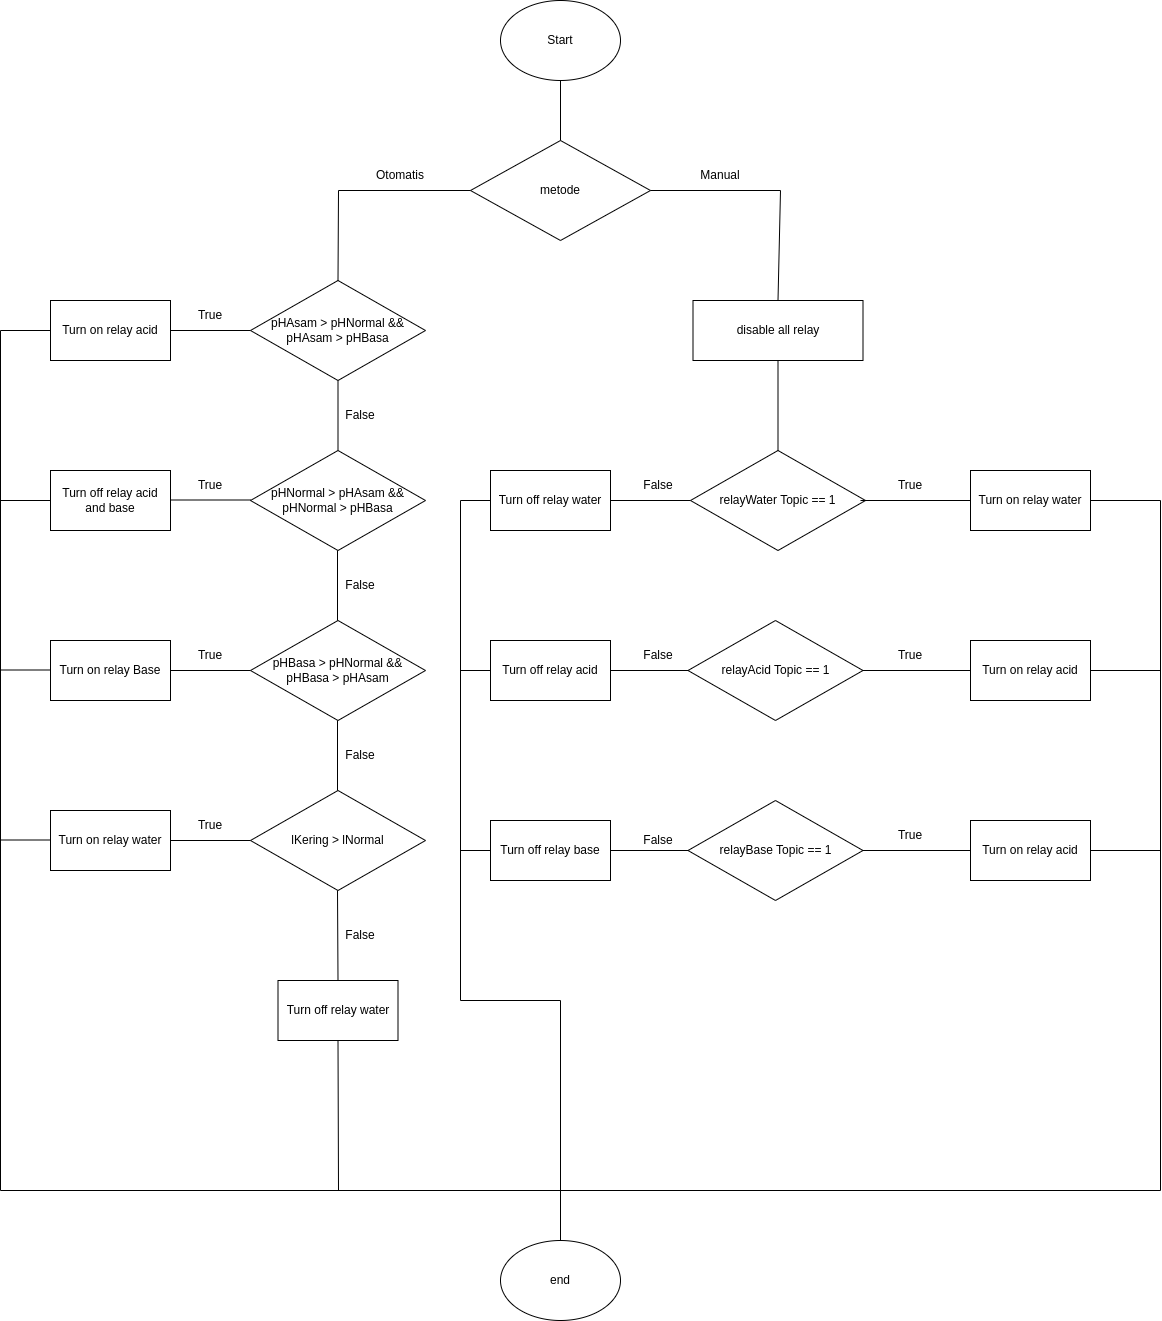 Start
metode
Otomatis
Manual
Turn on relay acid
True
pHAsam > pHNormal &&
pHAsam > pHBasa
disable all relay
False
Turn off relay acid
and base
True
pHNormal > pHAsam &&
pHNormal > pHBasa
Turn off relay water
False
relayWater Topic == 1
True
Turn on relay water
False
Turn on relay Base
True
pHBasa > pHNormal &&
pHBasa > pHAsam
Turn off relay acid
False
relayAcid Topic == 1
True
Turn on relay acid
False
Turn on relay water
True
lKering > lNormal
Turn off relay base
False
relayBase Topic == 1
True
Turn on relay acid
False
Turn off relay water
end